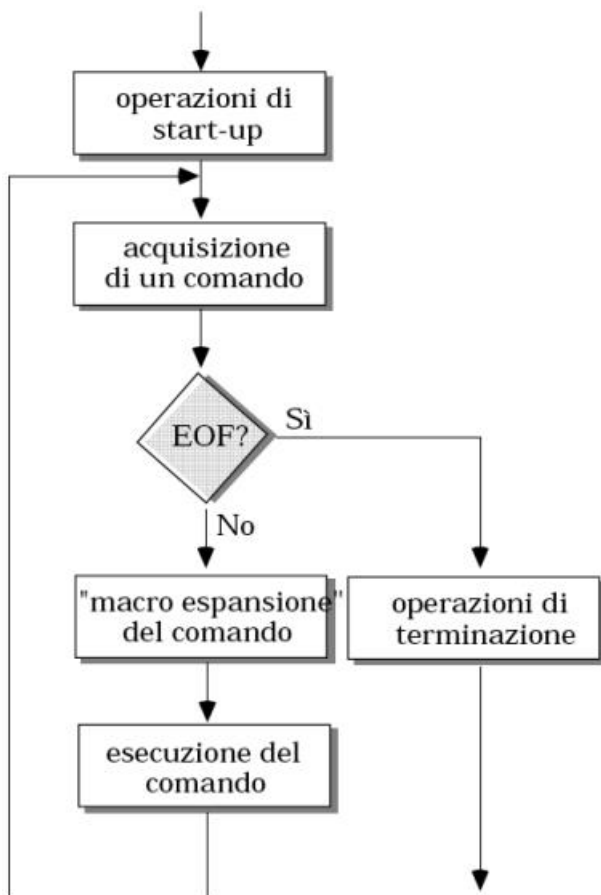 operazioni di
start-up
acquisizione
di un comando
EOF?
Sì
No
"macro espansione"
del comando
operazioni di
terminazione
esecuzione del
comando